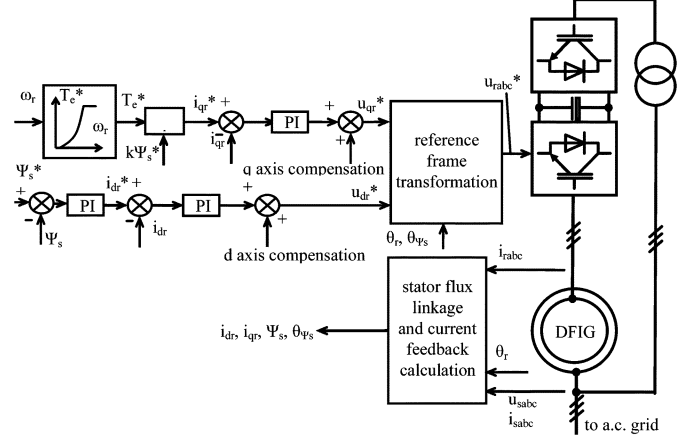 ωr
Te*
ωr
Te*
kΨs*
iqr*
+
-
iqr
PI
+
+
uqr*
q axis compensation
Ψs*
+
-
Ψs
PI
idr*
+
-
idr
PI
+
+
udr*
d axis compensation
reference
frame
transformation
urabc*
θr, θΨs
irabc
stator flux
linkage
and current
feedback
calculation
idr, iqr, Ψs, θΨs
θr
usabc
isabc
DFIG
to a.c. grid